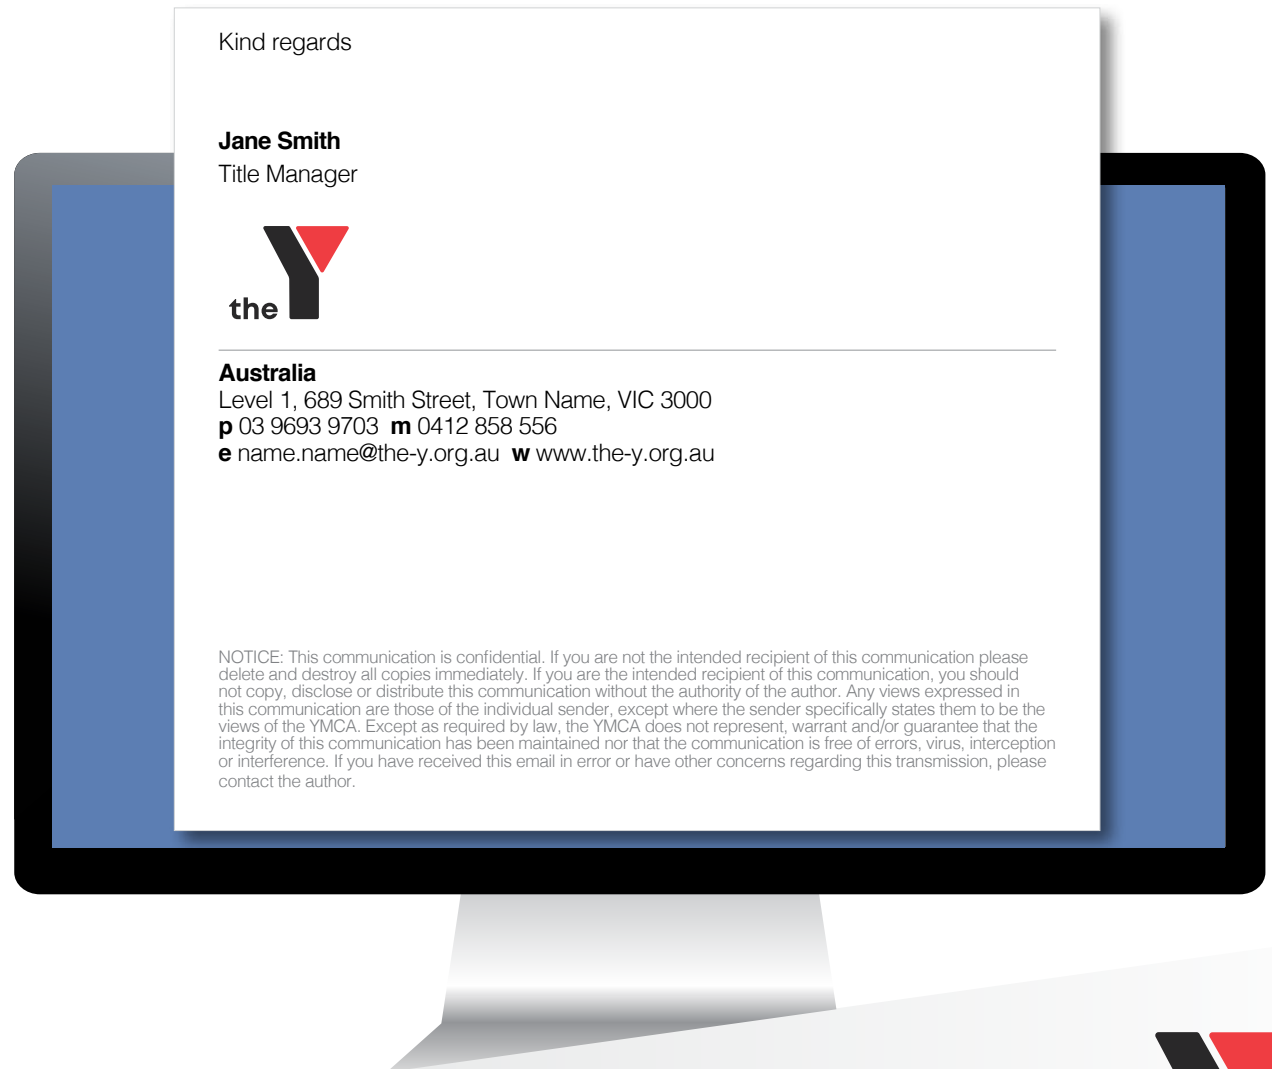 Kind regards
Jane Smith
Title Manager
the Y
Australia
Level 1, 689 Smith Street, Town Name, VIC 3000
p 03 9693 9703 m 0412 858 556
e name.name@the-y.org.au w www.the-y.org.au
NOTICE: This communication is confidential. If you are not the intended recipient of this communication please
delete and destroy all copies immediately. If you are the intended recipient of this communication, you should
not copy, disclose or distribute this communication without the authority of the author. Any views expressed in
this communication are those of the individual sender, except where the sender specifically states them to be the
views of the YMCA. Except as required by law, the YMCA does not represent, warrant and/or guarantee that the
integrity of this communication has been maintained nor that the communication is free of errors, virus, interception
or interference. If you have received this email in error or have other concerns regarding this transmission, please
contact the author.